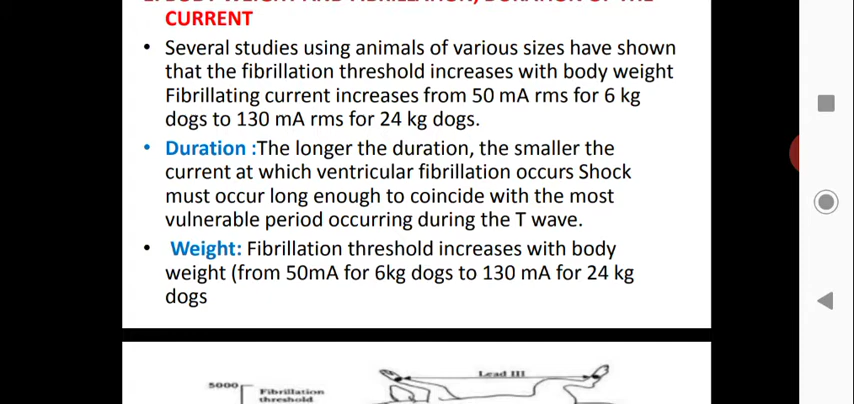 CURRENT
• Several studies using animals of various sizes have shown
that the fibrillation threshold increases with body weight
Fibrillating current increases from 50 mA rms for 6 kg
dogs to 130 mA rms for 24 kg dogs.
• Duration :The longer the duration, the smaller the
current at which ventricular fibrillation occurs Shock
must occur long enough to coincide with the most
vulnerable period occurring during the T wave.
• Weight: Fibrillation threshold increases with body
weight (from 50mA for 6kg dogs to 130 mA for 24 kg
dogs
Lead III
5000
Fibrillation
threshold